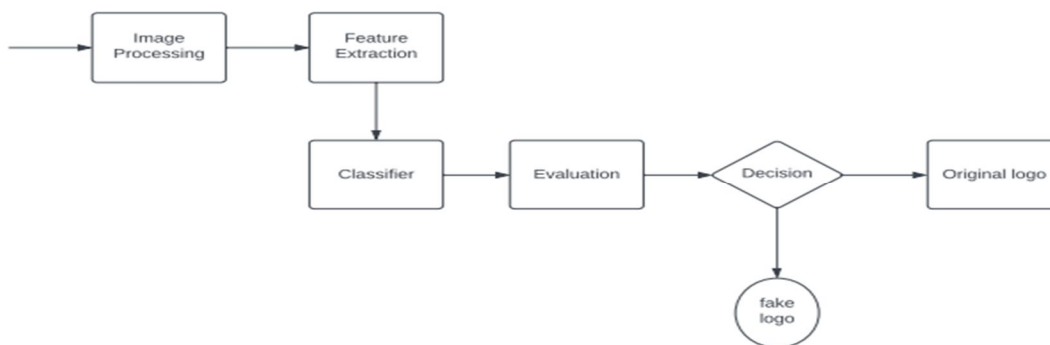 Image
Processing
Feature
Extraction
Classifier
Evaluation
Decision
Original logo
fake
logo